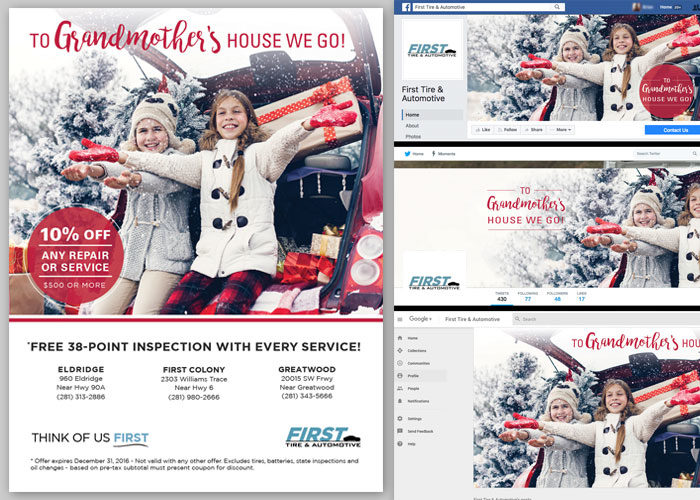 TO Grandmother's HOUSE WE GO!
10% OFF
ANY REPAIR
OR SERVICE
$500 OR MORE
*FREE 38-POINT INSPECTION WITH EVERY SERVICE!
ELDRIDGE
960 Eldridge
Near Hwy 90A
(281) 313-2886
FIRST COLONY
2303 Williams Trace
Near Hwy 6
(281) 980-2666
GREATWOOD
20015 SW Frwy
Near Greatwood
(281) 343-5666
THINK OF US FIRST
FIRST
TIRE & AUTOMOTIVE
* Offer expires December 31, 2016 - Not valid with any other offer. Excludes tires, batteries, state inspections and
oil changes - based on pre-tax subtotal must present coupon for discount.
First Tire & Automotive
Brian
Home 20+
FIRST
TIRE & AUTOMOTIVE
First Tire &
Automotive
Home
About
Photos
TO
Grandmother's
HOUSE WE GO!
Like
Follow
Share
More
Contact Us
Home
Moments
Search Twitter
TO
Grandmother's
HOUSE WE GO!
FIRST
TIRE & AUTOMOTIVE
TWEETS
430
FOLLOWING
77
FOLLOWERS
48
LIKES
17
Google+
First Tire & Automotive
Search
Home
Collections
Communities
Profile
People
Notifications
Settings
Send Feedback
Help
TO Grandmother's HOUSE WE GO!